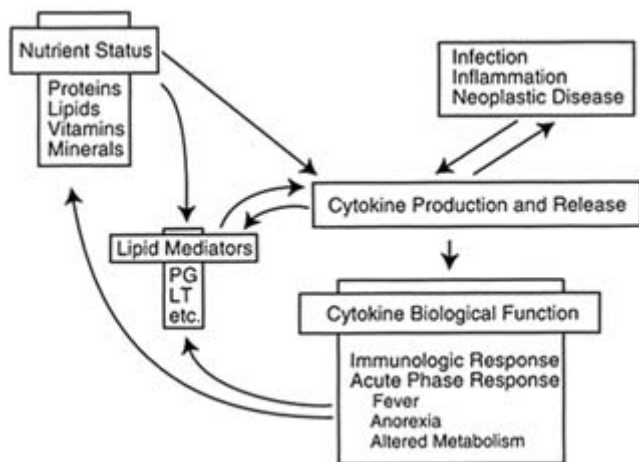 Nutrient Status
Proteins
Lipids
Vitamins
Minerals
Infection
Inflammation
Neoplastic Disease
Cytokine Production and Release
Lipid Mediators
PG
LT
etc.
Cytokine Biological Function
Immunologic Response
Acute Phase Response
Fever
Anorexia
Altered Metabolism